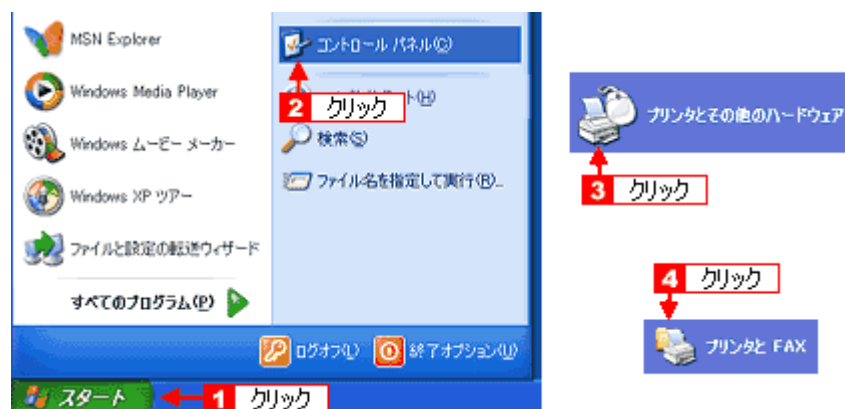 MSN Explorer
Windows Media Player
Windows ムービー メーカー
Windows XP ツアー
ファイルと設定の転送ウィザード
すべてのプログラム(P)
コントロール パネル(C)
2 クリック
ト(H)
検索(S)
ファイル名を指定して実行(R)...
ログオフ(L)
終了オプション(U)
スタート
1 クリック
プリンタとその他のハードウェア
3 クリック
4 クリック
プリンタと FAX